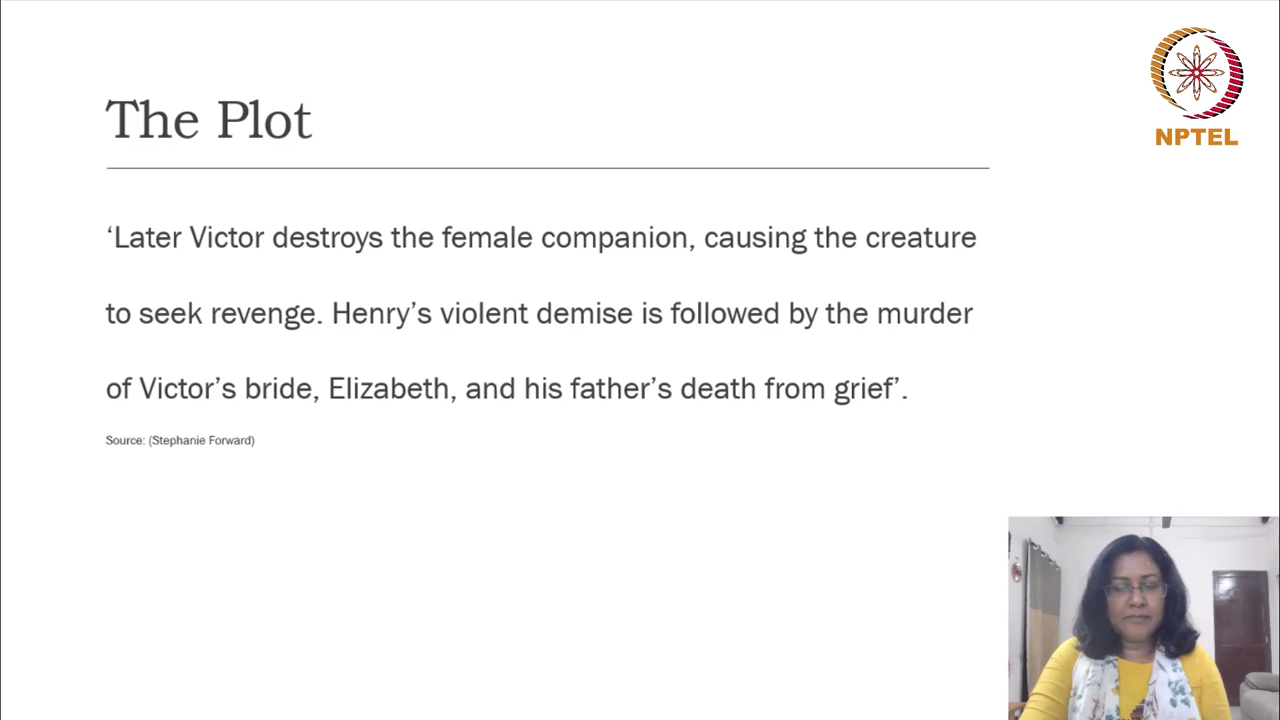 The Plot
NPTEL
‘Later Victor destroys the female companion, causing the creature
to seek revenge. Henry’s violent demise is followed by the murder
of Victor’s bride, Elizabeth, and his father’s death from grief’.
Source: (Stephanie Forward)